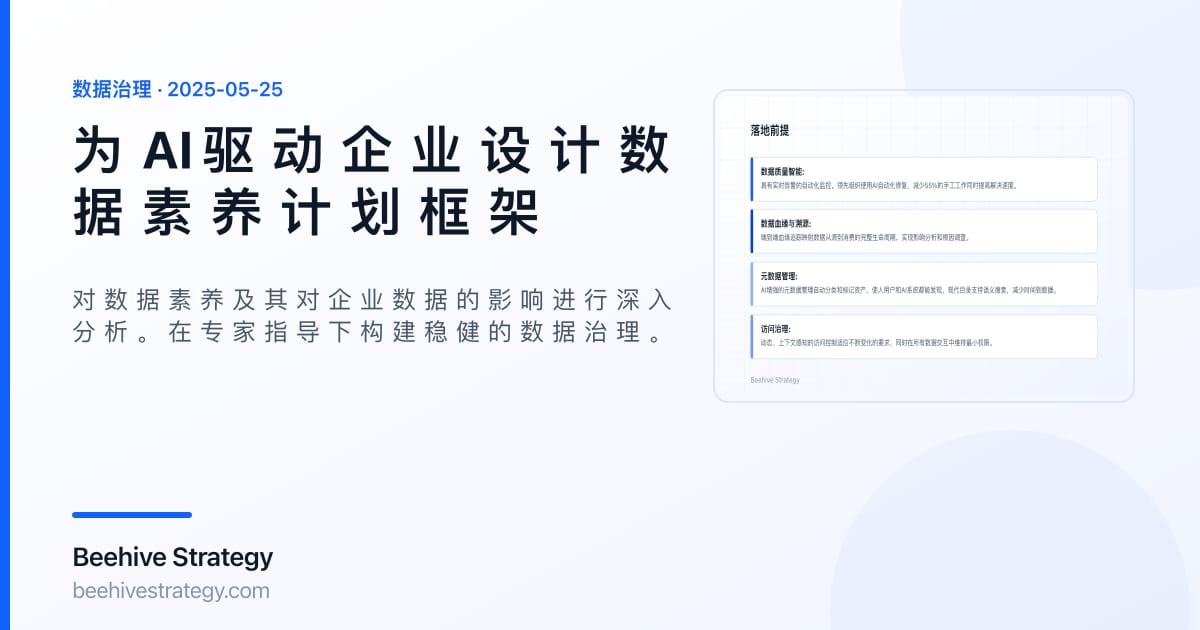 数据治理 · 2025-05-25
为AI驱动企业设计数
据素养计划框架
对数据素养及其对企业数据的影响进行深入
分析。在专家指导下构建稳健的数据治理。
落地前提
数据质量智能:
具有实时告警的自动化监控。领先组织使用AI自动化修复，减少55%的手工工作同时提高解决速度。
数据血缘与溯源:
端到端血缘追踪映射数据从源到消费的完整生命周期，实现影响分析和根因调查。
元数据管理:
AI增强的元数据管理自动分类和标记资产，使人类用户和AI系统都能发现。现代目录支持语义搜索，减少时间到数据。
访问治理:
动态、上下文感知的访问控制适应不断变化的要求，同时在所有数据交互中维持最小权限。
Beehive Strategy
Beehive Strategy
beehivestrategy.com